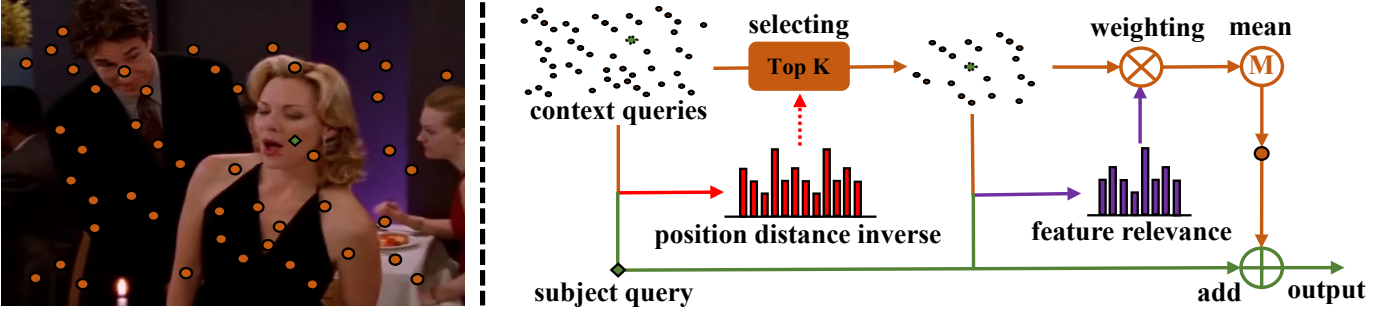 selecting
weighting
mean
Top K
M
context queries
position distance inverse
feature relevance
subject query
add
output